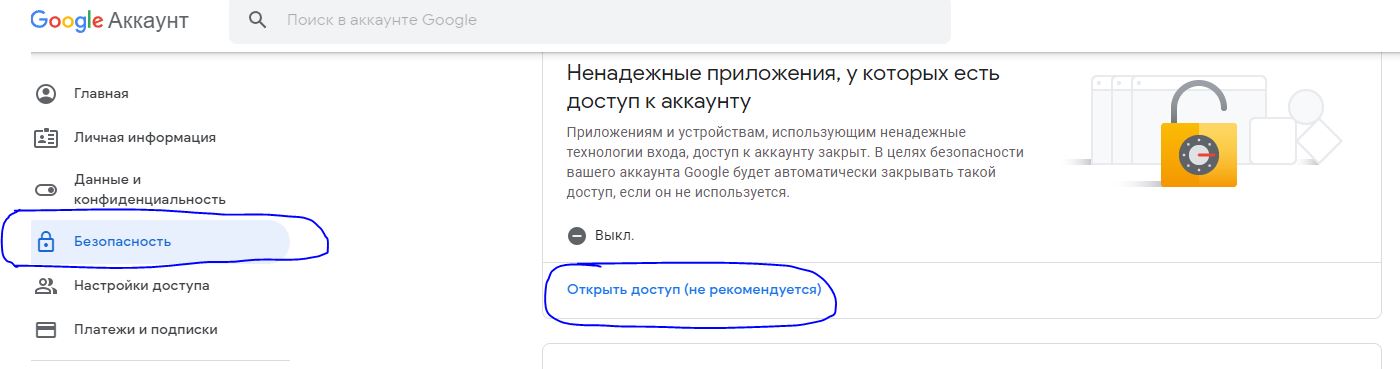 Google Аккаунт
Поиск в аккаунте Google
Главная
Личная информация
Данные и
конфиденциальность
Безопасность
Настройки доступа
Платежи и подписки
Ненадежные приложения, у которых есть
доступ к аккаунту
Приложениям и устройствам, использующим ненадежные
технологии входа, доступ к аккаунту закрыт. В целях безопасности
вашего аккаунта Google будет автоматически закрывать такой
доступ, если он не используется.
Выкл.
Открыть доступ (не рекомендуется)